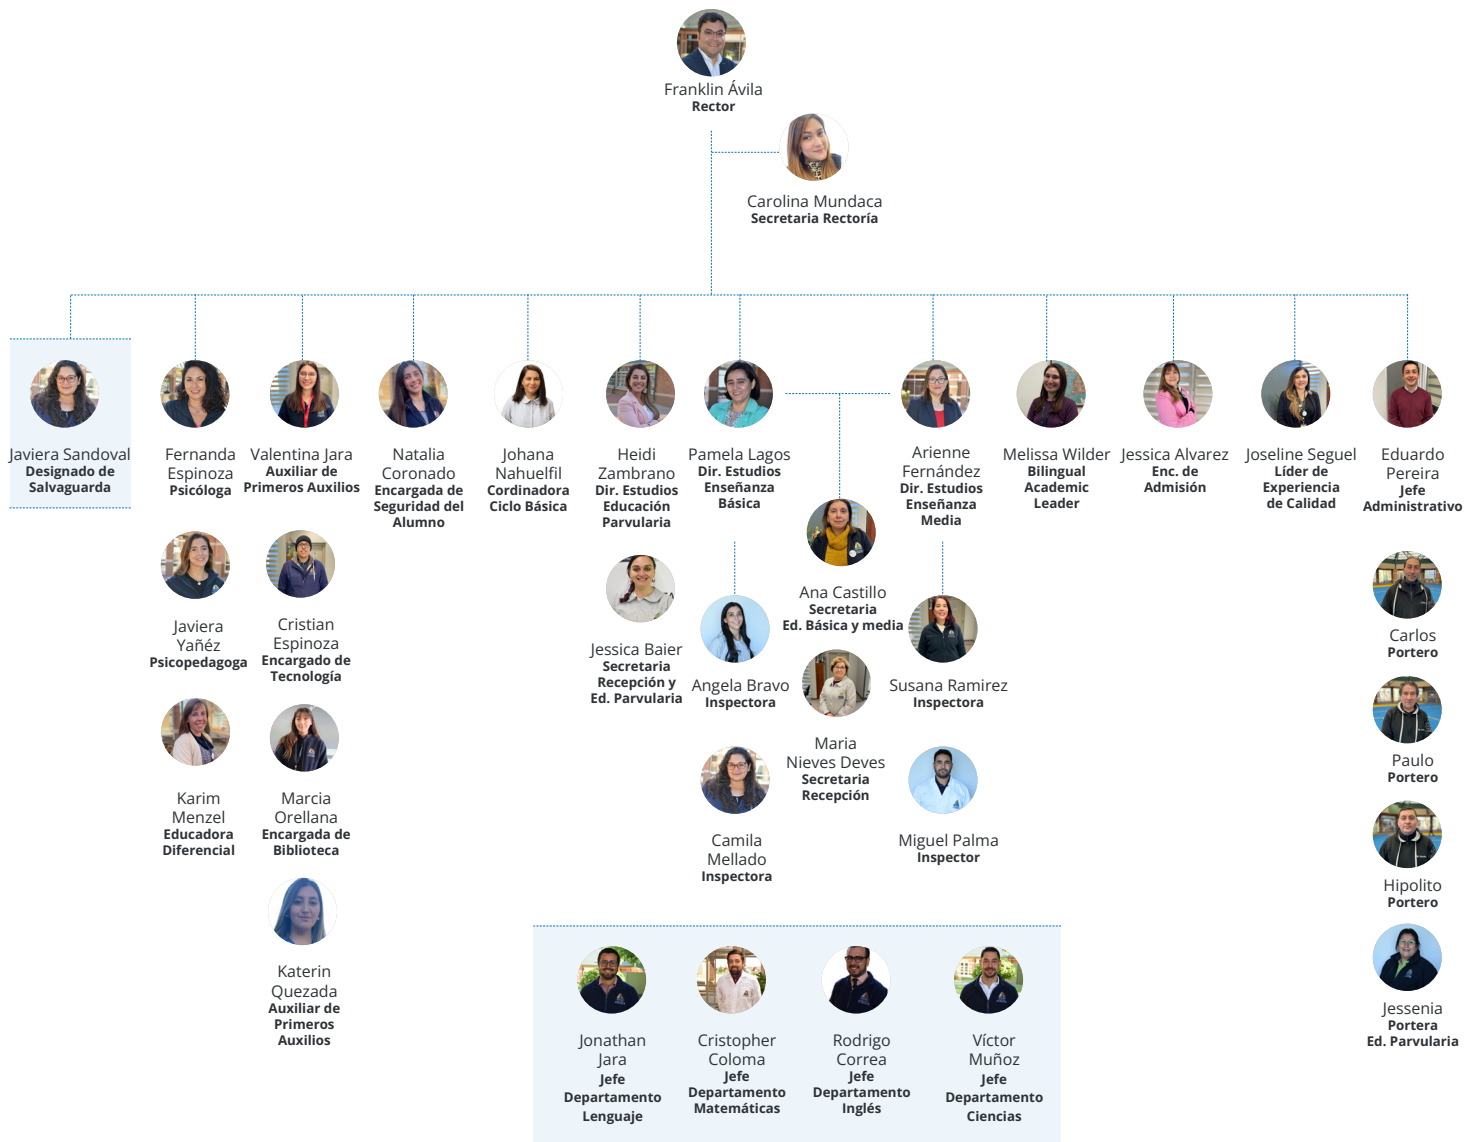 Franklin Ávila
Rector
Carolina Mundaca
Secretaria Rectoría
Javiera Sandoval
Designado de
Salvaguarda
Fernanda
Espinoza
Psicóloga
Valentina Jara
Auxiliar de
Primeros Auxilios
Natalia
Coronado
Encargada de
Seguridad del
Alumno
Johana
Nahuelfil
Cordinadora
Ciclo Básica
Heidi
Zambrano
Dir. Estudios
Educación
Parvularia
Pamela Lagos
Dir. Estudios
Enseñanza
Básica
Arienne
Fernández
Dir. Estudios
Enseñanza
Media
Melissa Wilder
Bilingual
Academic
Leader
Jessica Alvarez
Enc. de
Admisión
Joseline Seguel
Líder de
Experiencia
de Calidad
Eduardo
Pereira
Jefe
Administrativo
Javiera
Yañéz
Psicopedagoga
Cristian
Espinoza
Encargado de
Tecnología
Jessica Baier
Secretaria
Recepción y
Ed. Parvularia
Angela Bravo
Inspectora
Ana Castillo
Secretaria
Ed. Básica y media
Susana Ramirez
Inspectora
Carlos
Portero
Karim
Menzel
Educadora
Diferencial
Marcia
Orellana
Encargada de
Biblioteca
Camila
Mellado
Inspectora
Maria
Nieves Deves
Secretaria
Recepción
Miguel Palma
Inspector
Paulo
Portero
Hipolito
Portero
Katerin
Quezada
Auxiliar de
Primeros
Auxilios
Jessenia
Portera
Ed. Parvularia
Jonathan
Jara
Jefe
Departamento
Lenguaje
Cristopher
Coloma
Jefe
Departamento
Matemáticas
Rodrigo
Correa
Jefe
Departamento
Inglés
Víctor
Muñoz
Jefe
Departamento
Ciencias